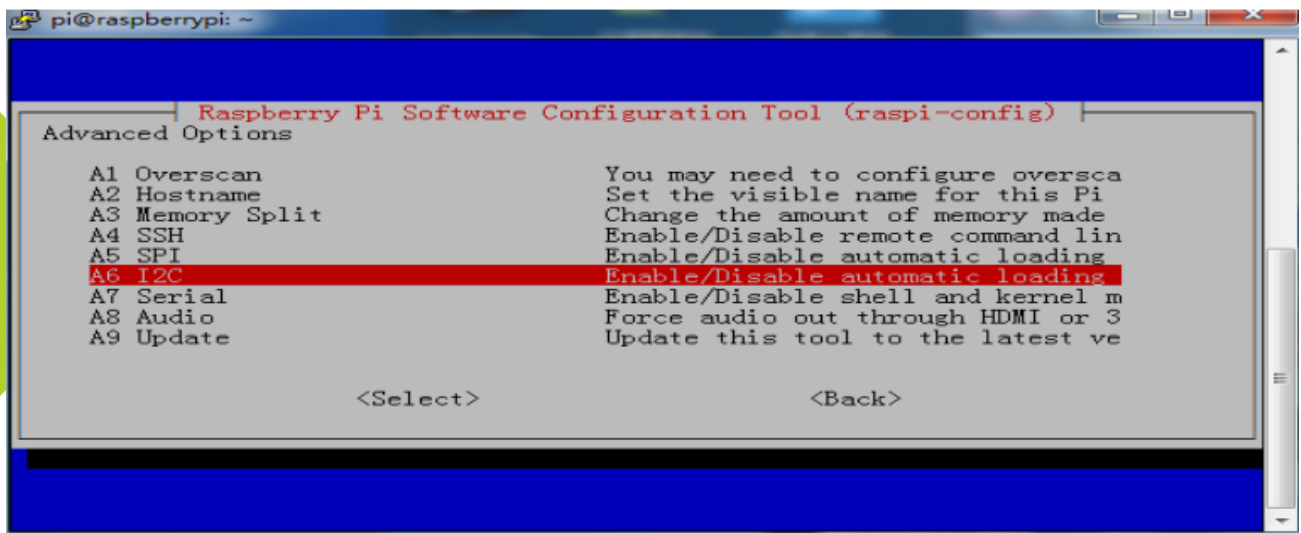 pi@raspberrypi: ~
Raspberry Pi Software Configuration Tool (raspi-config)
Advanced Options
A1 Overscan You may need to configure oversca
A2 Hostname Set the visible name for this Pi
A3 Memory Split Change the amount of memory made
A4 SSH Enable/Disable remote command lin
A5 SPI Enable/Disable automatic loading
A6 I2C Enable/Disable automatic loading
A7 Serial Enable/Disable shell and kernel m
A8 Audio Force audio out through HDMI or 3
A9 Update Update this tool to the latest ve
<Select> <Back>